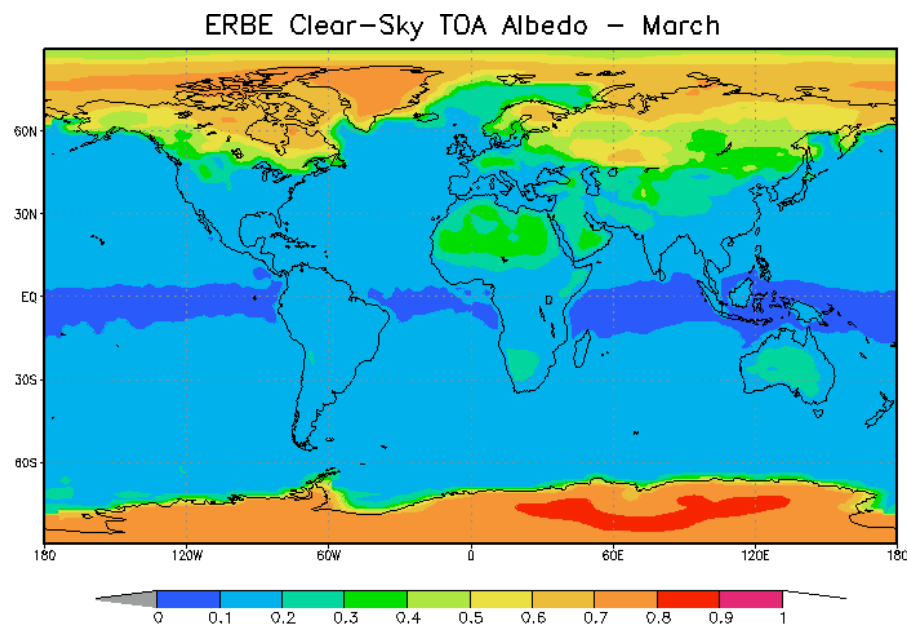 ERBE Clear-Sky TOA Albedo - March
60N
30N
EQ
30S
60S
180 120W 60W 0 60E 120E 180
0 0.1 0.2 0.3 0.4 0.5 0.6 0.7 0.8 0.9 1